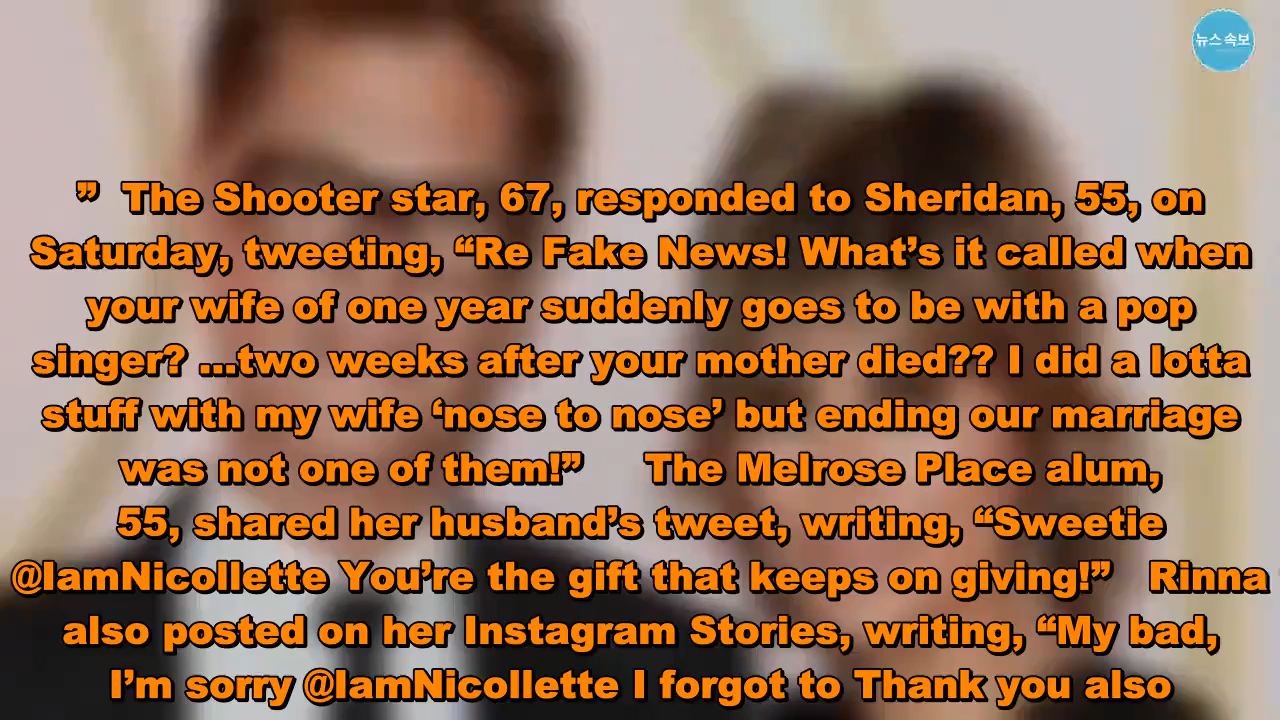 뉴스 속보
” The Shooter star, 67, responded to Sheridan, 55, on
Saturday, tweeting, “Re Fake News! What’s it called when
your wife of one year suddenly goes to be with a pop
singer? ...two weeks after your mother died?? I did a lotta
stuff with my wife ‘nose to nose’ but ending our marriage
was not one of them!” The Melrose Place alum,
55, shared her husband’s tweet, writing, “Sweetie
@IamNicollette You’re the gift that keeps on giving!” Rinna
also posted on her Instagram Stories, writing, “My bad,
I’m sorry @IamNicollette I forgot to Thank you also